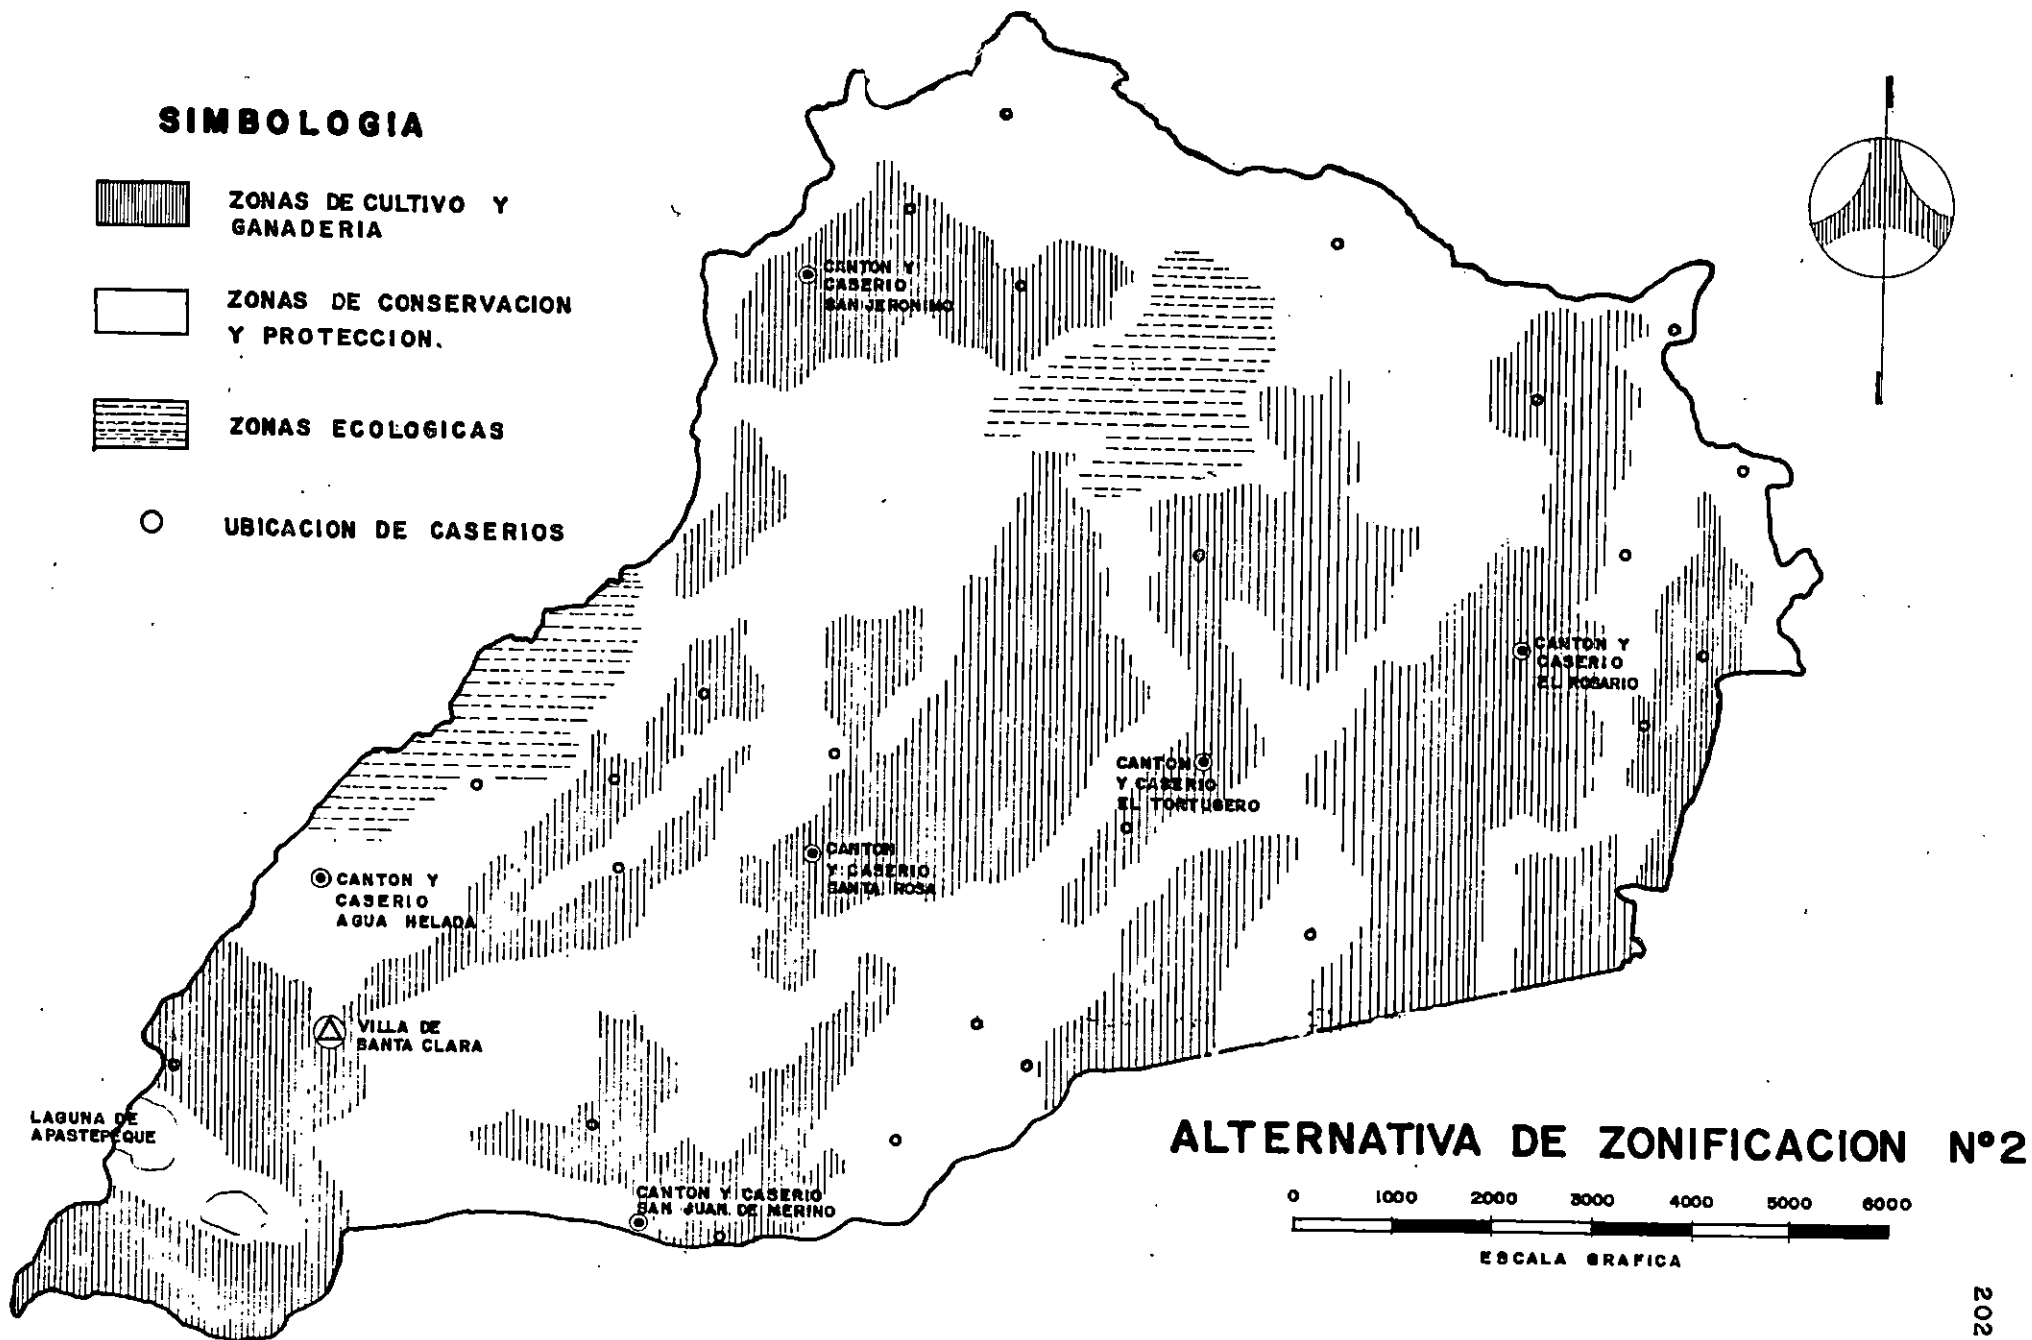 SIMBOLOGIA
ZONAS DE CULTIVO Y
GANADERIA
ZONAS DE CONSERVACION
Y PROTECCION.
ZONAS ECOLOGICAS
UBICACION DE CASERIOS
CANTON Y
CASERIO
SAN JERONIMO
CANTON Y
CASERIO
EL ROSARIO
CANTON
Y CASERIO
EL TORTUGERO
CANTON
Y CASERIO
SANTA ROSA
CANTON Y
CASERIO
AGUA HELADA
VILLA DE
SANTA CLARA
LAGUNA DE
APASTEPEQUE
CANTON Y CASERIO
SAN JUAN DE MERINO
ALTERNATIVA DE ZONIFICACION Nº2
0 1000 2000 3000 4000 5000 6000
ESCALA GRAFICA
202